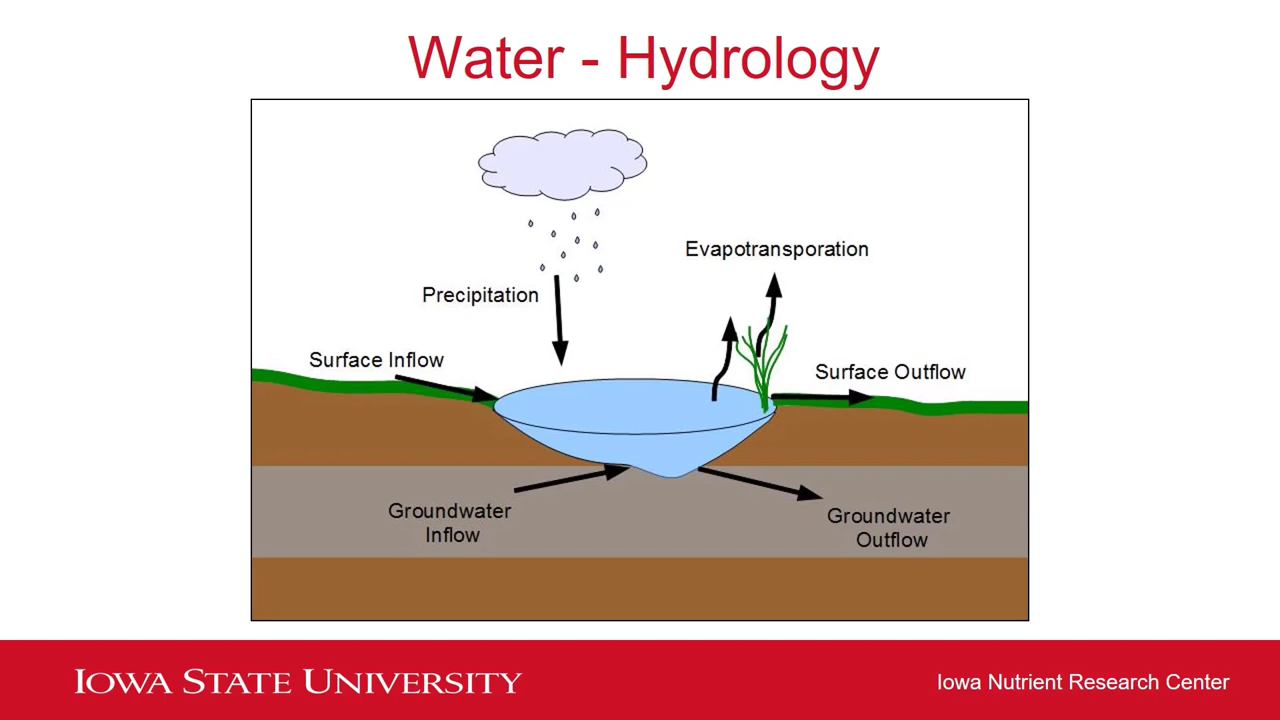 Water - Hydrology
Evapotransporation
Precipitation
Surface Inflow
Surface Outflow
Groundwater
Inflow
Groundwater
Outflow
IOWA STATE UNIVERSITY
Iowa Nutrient Research Center